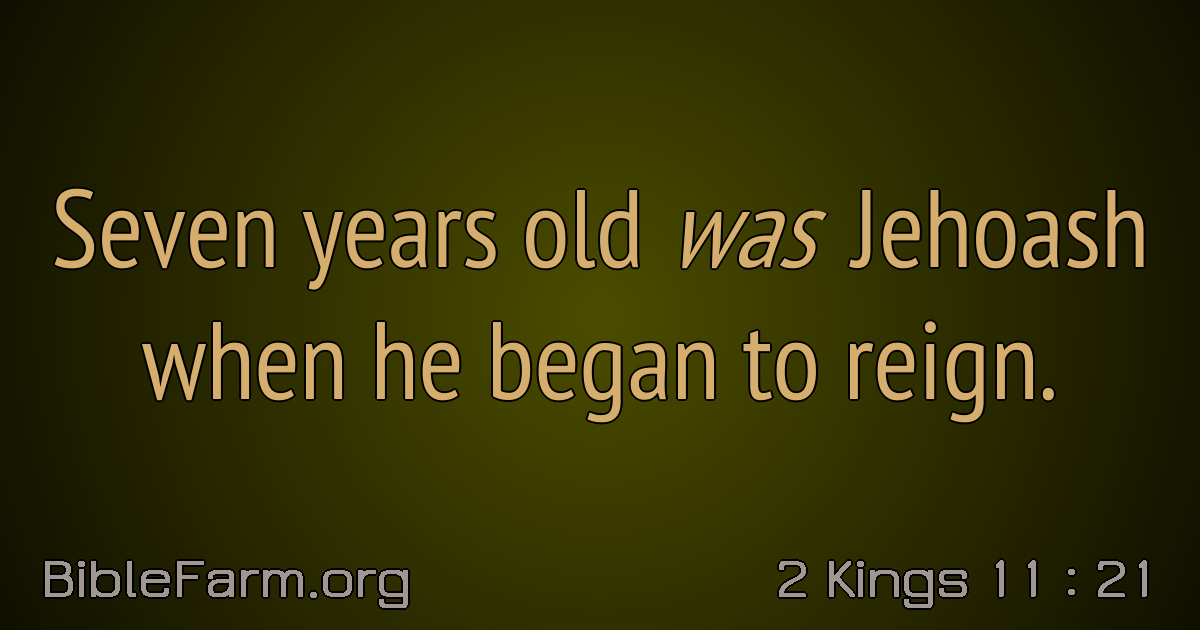 Seven years old was Jehoash
when he began to reign.
BibleFarm.org
2 Kings 11 : 21